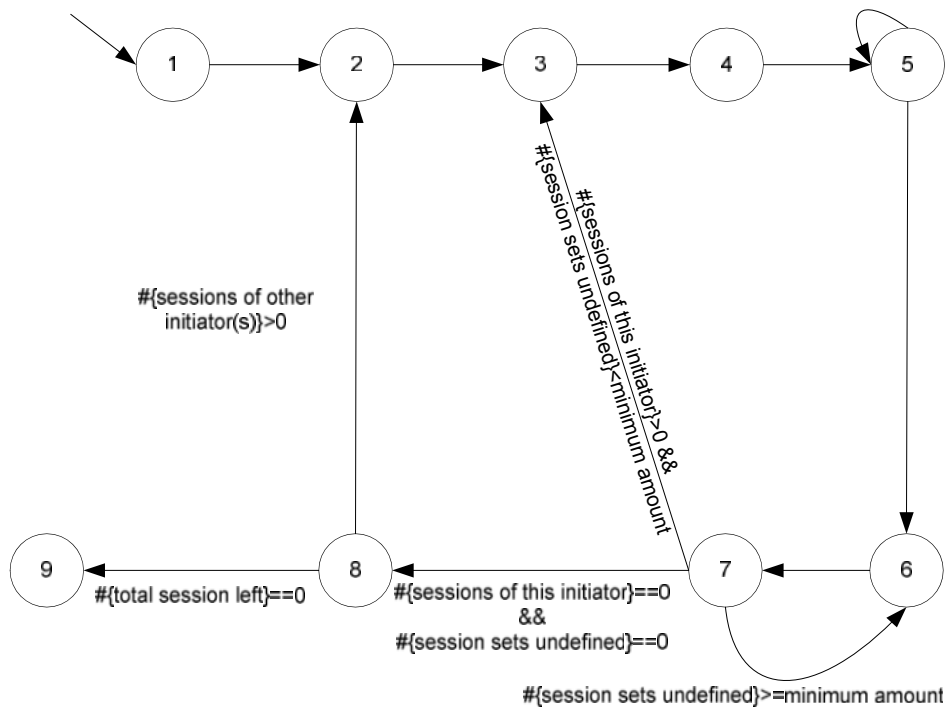 1
2
3
4
5
#{sessions of this initiator}>0 &&
#{session sets undefined}<minimum amount
#{sessions of other
initiator(s)}>0
9
8
7
6
#{total session left}==0
#{sessions of this initiator}==0
&&
#{session sets undefined}==0
#{session sets undefined}>=minimum amount